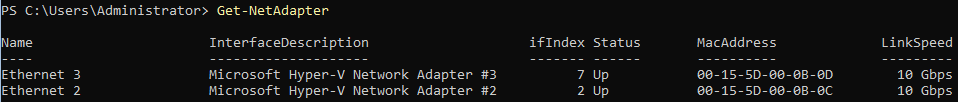 PS C:\Users\Administrator> Get-NetAdapter
Name                      InterfaceDescription                    ifIndex Status       MacAddress             LinkSpeed
----                      --------------------                    ------- ------       ----------             ---------
Ethernet 3                Microsoft Hyper-V Network Adapter #3          7 Up           00-15-5D-00-0B-0D        10 Gbps
Ethernet 2                Microsoft Hyper-V Network Adapter #2          2 Up           00-15-5D-00-0B-0C        10 Gbps